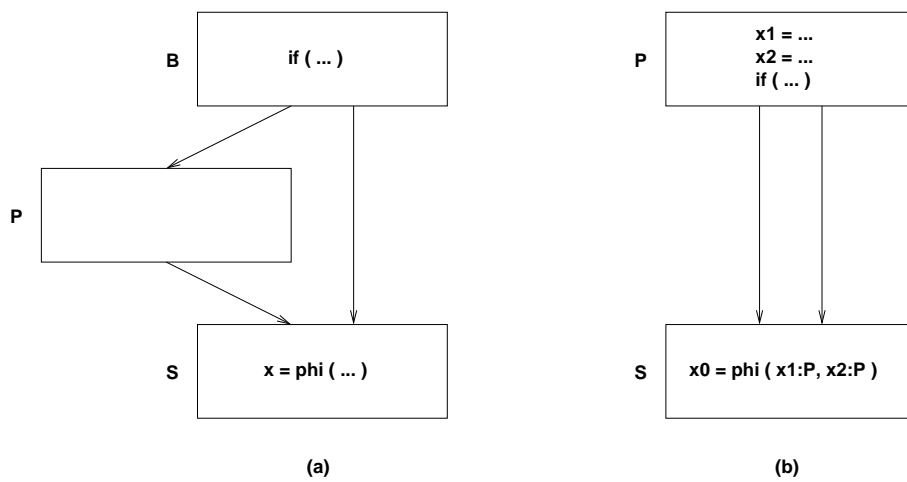 B
if ( ... )
P
S
x = phi ( ... )
(a)
P
x1 = ...
x2 = ...
if ( ... )
S
x0 = phi ( x1:P, x2:P )
(b)